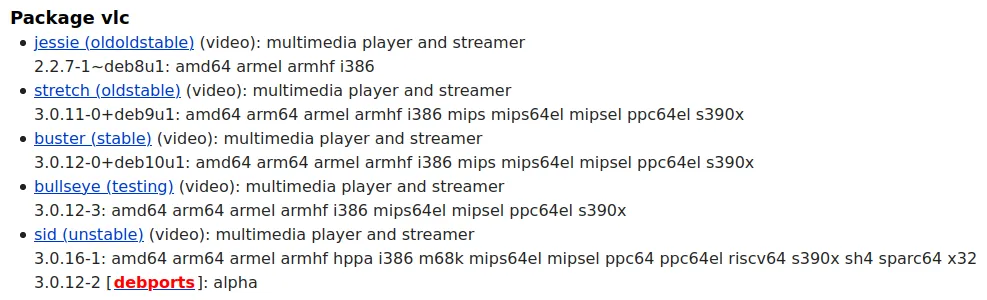 Package vlc
jessie (oldoldstable) (video): multimedia player and streamer
2.2.7-1~deb8u1: amd64 armel armhf i386
stretch (oldstable) (video): multimedia player and streamer
3.0.11-0+deb9u1: amd64 arm64 armel armhf i386 mips mips64el mipsel ppc64el s390x
buster (stable) (video): multimedia player and streamer
3.0.12-0+deb10u1: amd64 arm64 armel armhf i386 mips mips64el mipsel ppc64el s390x
bullseye (testing) (video): multimedia player and streamer
3.0.12-3: amd64 arm64 armel armhf i386 mips64el mipsel ppc64el s390x
sid (unstable) (video): multimedia player and streamer
3.0.16-1: amd64 arm64 armel armhf hppa i386 m68k mips64el mipsel ppc64 ppc64el riscv64 s390x sh4 sparc64 x32
3.0.12-2 [debports]: alpha